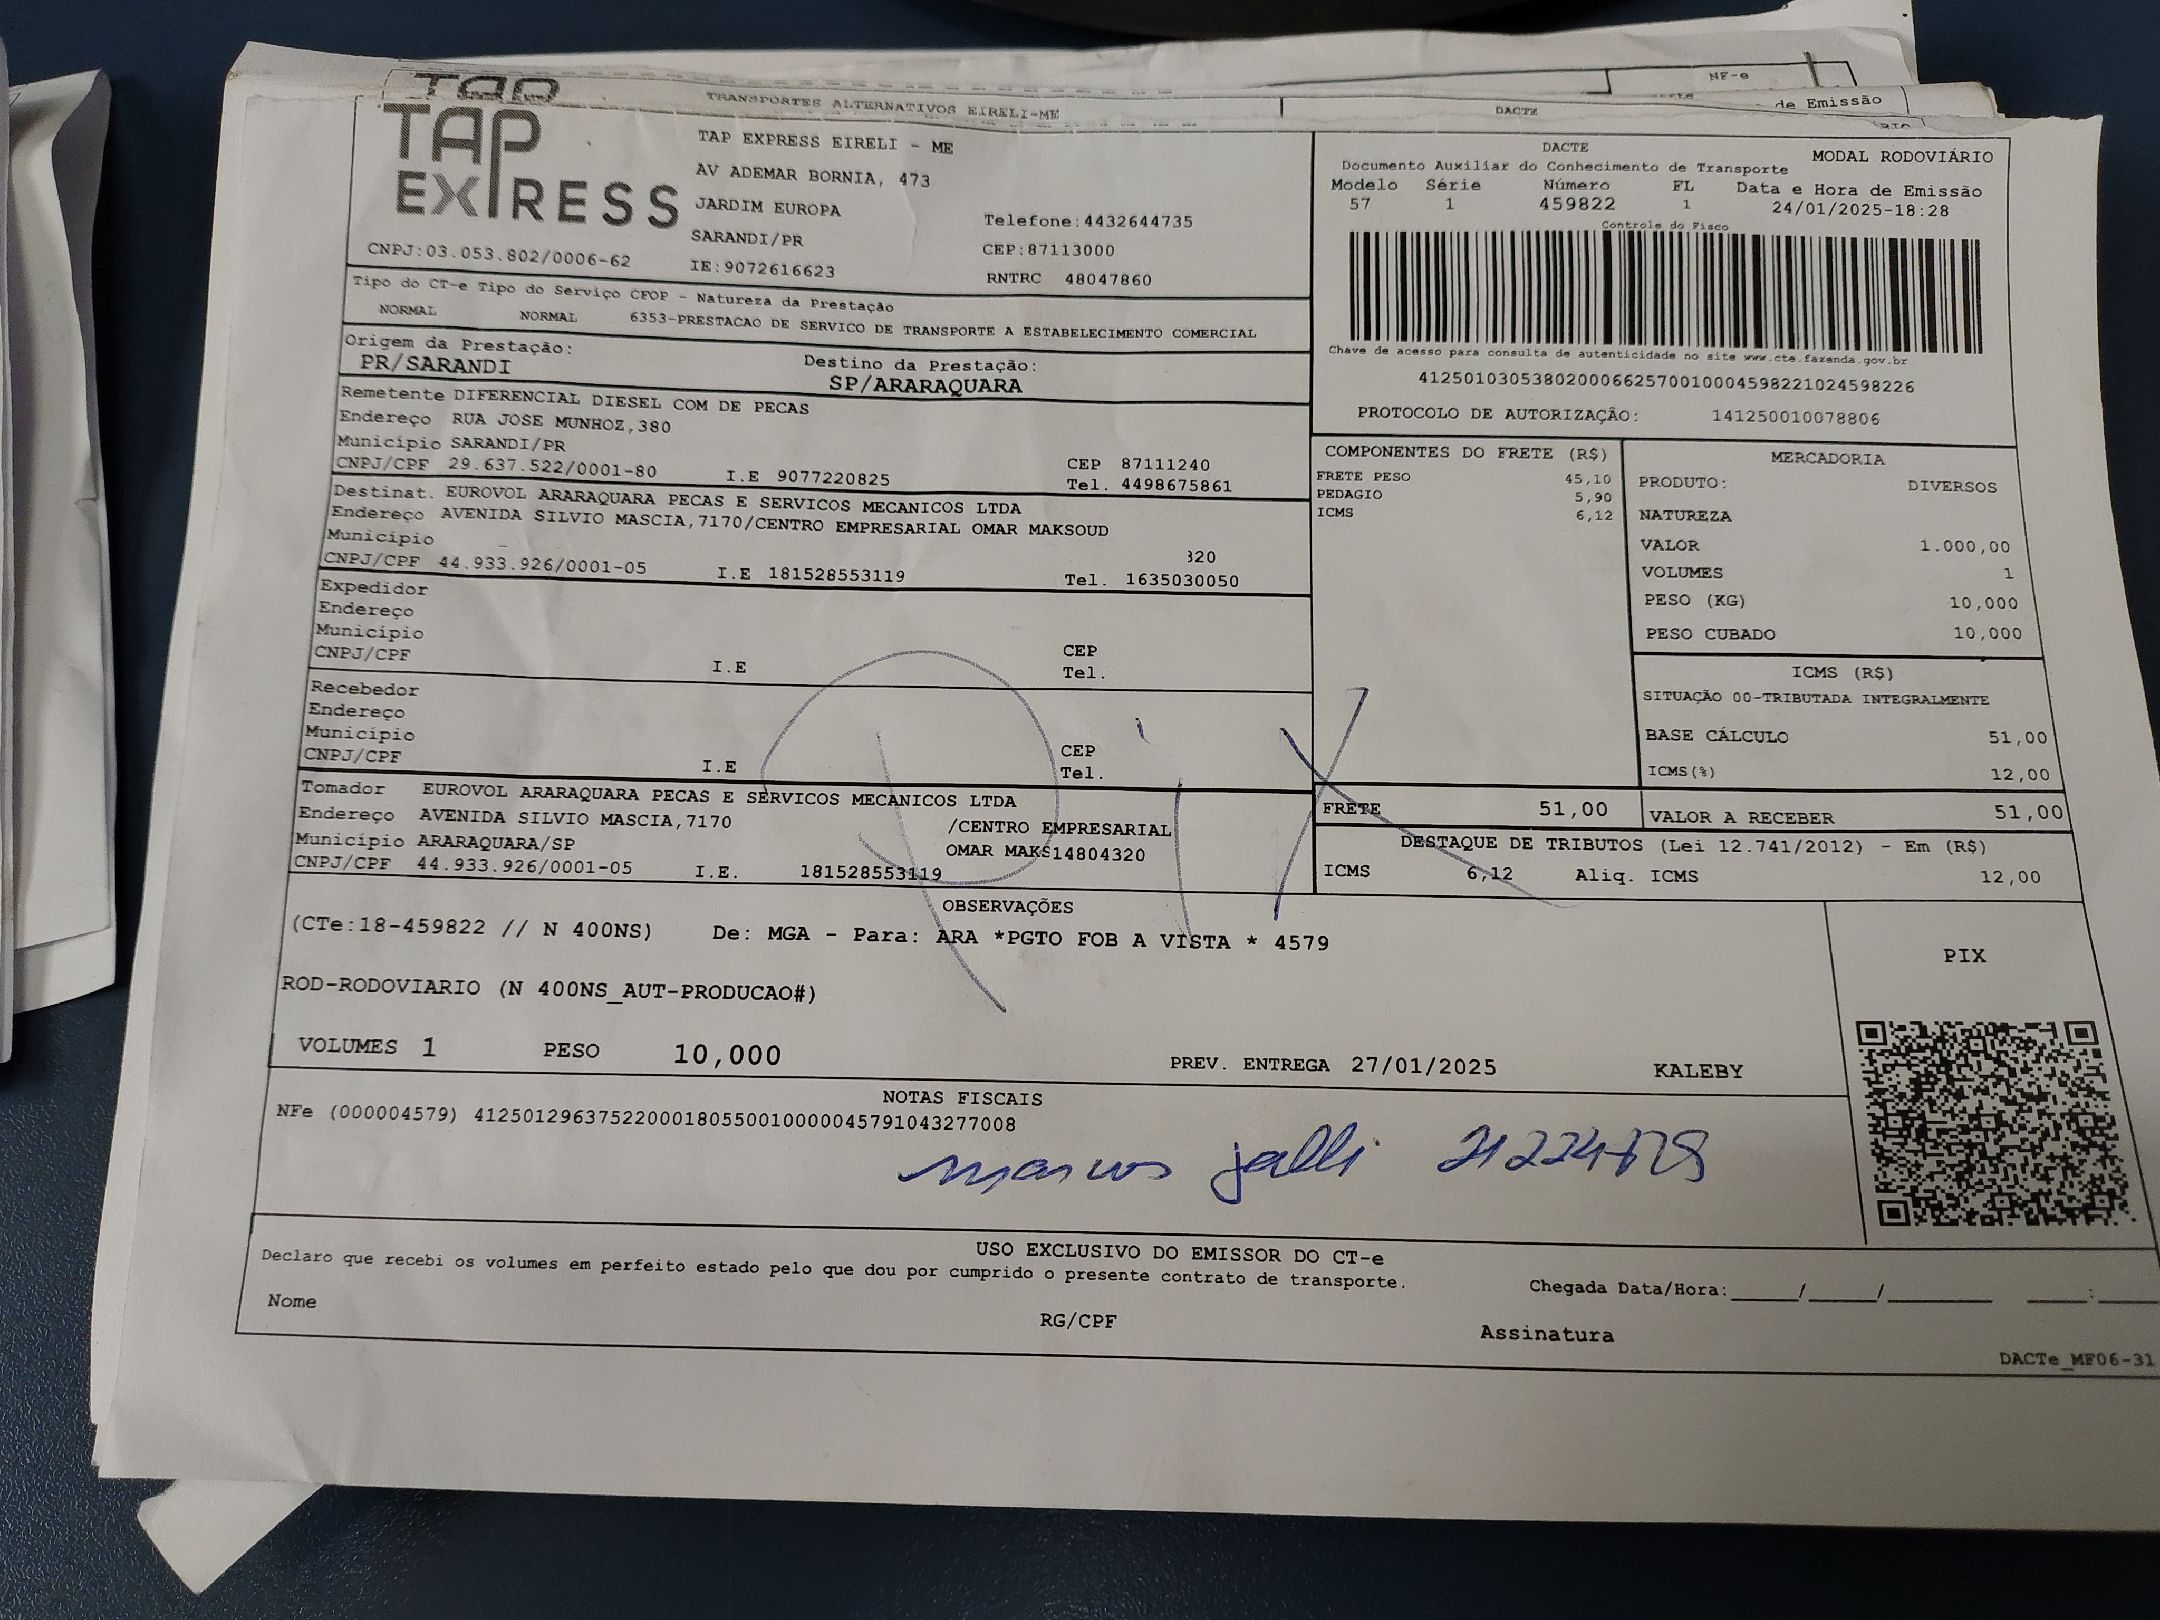 TAP
TRANSPORTES ALTERNATIVOS EIRELI-ME
DACTE
NF-e
de Emissão
TAP EXPRESS
TAP EXPRESS EIRELI - ME
AV ADEMAR BORNIA, 473
JARDIM EUROPA
Telefone:4432644735
SARANDI/PR
CEP:87113000
CNPJ:03.053.802/0006-62
IE:9072616623
RNTRC 48047860
DACTE
MODAL RODOVIÁRIO
Documento Auxiliar do Conhecimento de Transporte
Modelo Série Número FL Data e Hora de Emissão
57 1 459822 1 24/01/2025-18:28
Controle do Fisco
Chave de acesso para consulta de autenticidade no site www.cte.fazenda.gov.br
41250103053802000662570010004598221024598226
PROTOCOLO DE AUTORIZAÇÃO: 141250010078806
Tipo do CT-e Tipo do Serviço CFOP - Natureza da Prestação
NORMAL NORMAL 6353-PRESTACAO DE SERVICO DE TRANSPORTE A ESTABELECIMENTO COMERCIAL
Origem da Prestação: Destino da Prestação:
PR/SARANDI SP/ARARAQUARA
Remetente DIFERENCIAL DIESEL COM DE PECAS
Endereço RUA JOSE MUNHOZ,380
Município SARANDI/PR CEP 87111240
CNPJ/CPF 29.637.522/0001-80 I.E 9077220825 Tel. 4498675861
Destinat. EUROVOL ARARAQUARA PECAS E SERVICOS MECANICOS LTDA
Endereço AVENIDA SILVIO MASCIA,7170/CENTRO EMPRESARIAL OMAR MAKSOUD
Município 320
CNPJ/CPF 44.933.926/0001-05 I.E 181528553119 Tel. 1635030050
Expedidor
Endereço
Município CEP
CNPJ/CPF I.E Tel.
Recebedor
Endereço
Município CEP
CNPJ/CPF I.E Tel.
Tomador EUROVOL ARARAQUARA PECAS E SERVICOS MECANICOS LTDA
Endereço AVENIDA SILVIO MASCIA,7170 /CENTRO EMPRESARIAL
Município ARARAQUARA/SP OMAR MAKS14804320
CNPJ/CPF 44.933.926/0001-05 I.E. 181528553119
Pix
COMPONENTES DO FRETE (R$)
FRETE PESO 45,10
PEDAGIO 5,90
ICMS 6,12
MERCADORIA
PRODUTO: DIVERSOS
NATUREZA
VALOR 1.000,00
VOLUMES 1
PESO (KG) 10,000
PESO CUBADO 10,000
ICMS (R$)
SITUAÇÃO 00-TRIBUTADA INTEGRALMENTE
BASE CÁLCULO 51,00
ICMS(%) 12,00
FRETE 51,00 VALOR A RECEBER 51,00
DESTAQUE DE TRIBUTOS (Lei 12.741/2012) - Em (R$)
ICMS 6,12 Aliq. ICMS 12,00
OBSERVAÇÕES
(CTe:18-459822 // N 400NS) De: MGA - Para: ARA *PGTO FOB A VISTA * 4579
PIX
ROD-RODOVIARIO (N 400NS_AUT-PRODUCAO#)
VOLUMES 1 PESO 10,000 PREV. ENTREGA 27/01/2025 KALEBY
NOTAS FISCAIS
NFe (000004579) 41250129637522000180550010000045791043277008
marcos galli
USO EXCLUSIVO DO EMISSOR DO CT-e
Declaro que recebi os volumes em perfeito estado pelo que dou por cumprido o presente contrato de transporte.
Chegada Data/Hora:_____/_____/________ ____:____
Nome RG/CPF Assinatura
DACTe_MF06-31